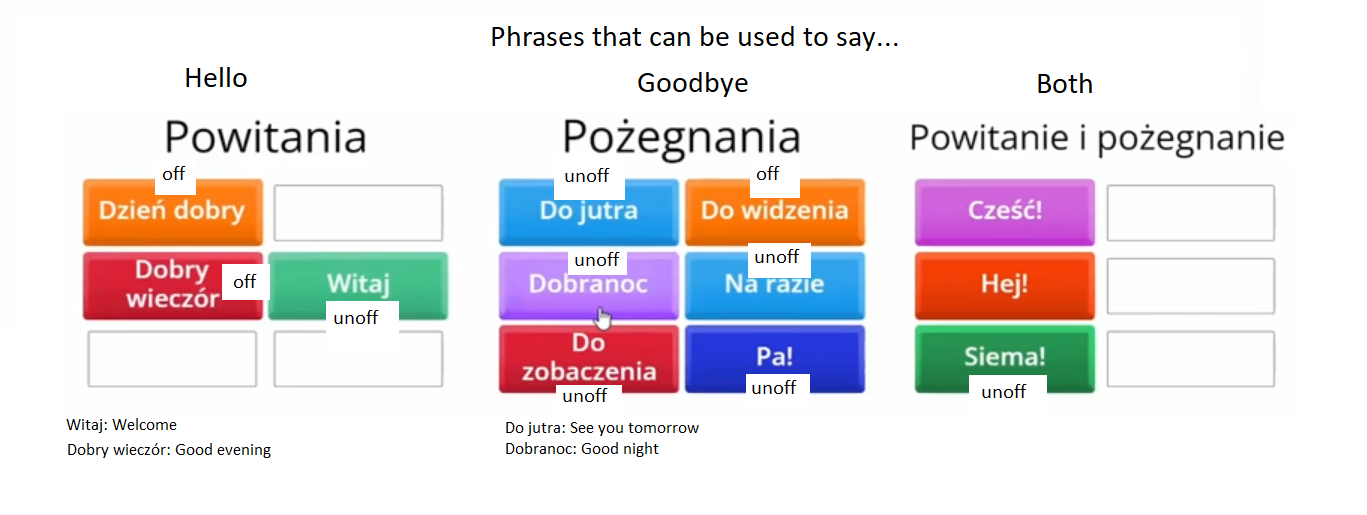 Phrases that can be used to say...
Hello
Goodbye
Both
Powitania
Pożegnania
Powitanie i pożegnanie
off
Dzień dobry
Dobry
wieczór
off
Witaj
unoff
unoff
Do jutra
off
Do widzenia
unoff
Dobranoc
unoff
Na razie
Do
zobaczenia
unoff
Pa!
unoff
Cześć!
Hej!
Siema!
unoff
Witaj: Welcome
Dobry wieczór: Good evening
Do jutra: See you tomorrow
Dobranoc: Good night